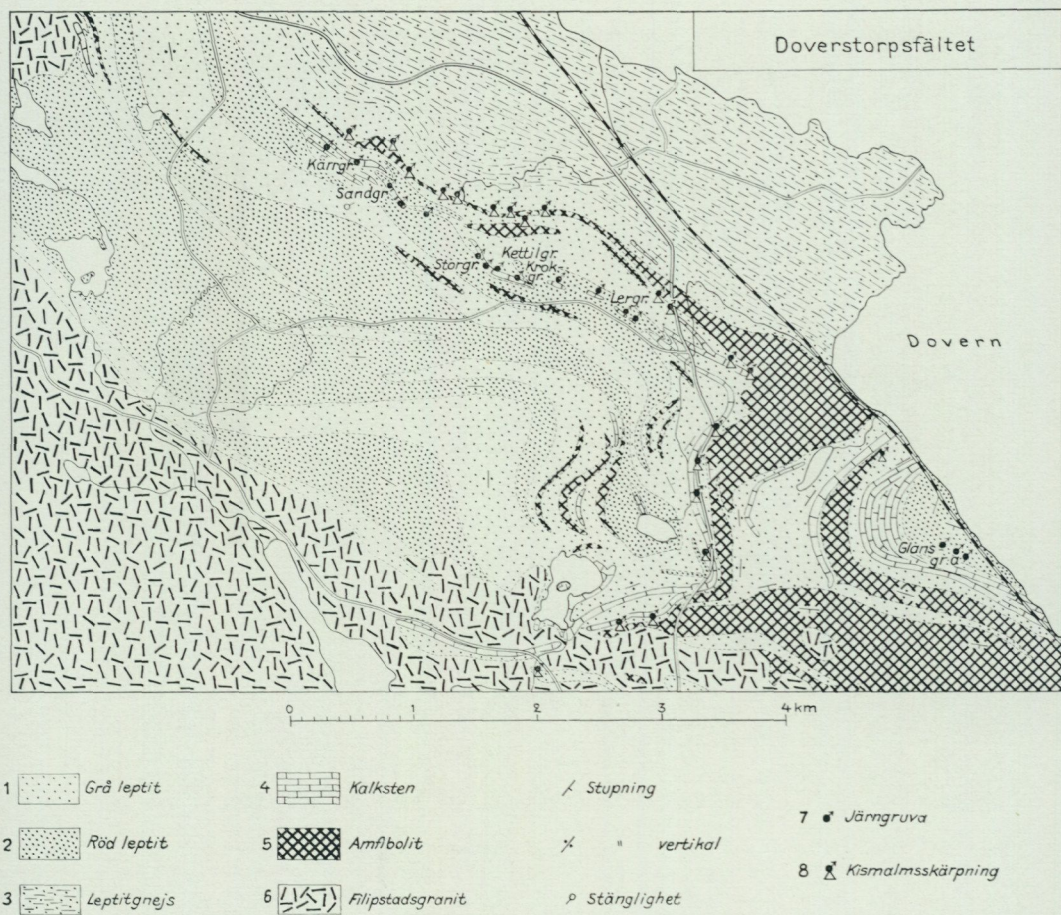 Doverstorpsfältet
Kärrgr.
Sandgr.
Kettilgr.
Storgr.
Krok-
gr.
Lergr.
Dovern
Glans
gr:a
0 1 2 3 4 km
1 Grå leptit
2 Röd leptit
3 Leptitgnejs
4 Kalksten
5 Amfibolit
6 Filipstadsgranit
Stupning
" vertikal
Stänglighet
7 Järngruva
8 Kismalmsskärpning